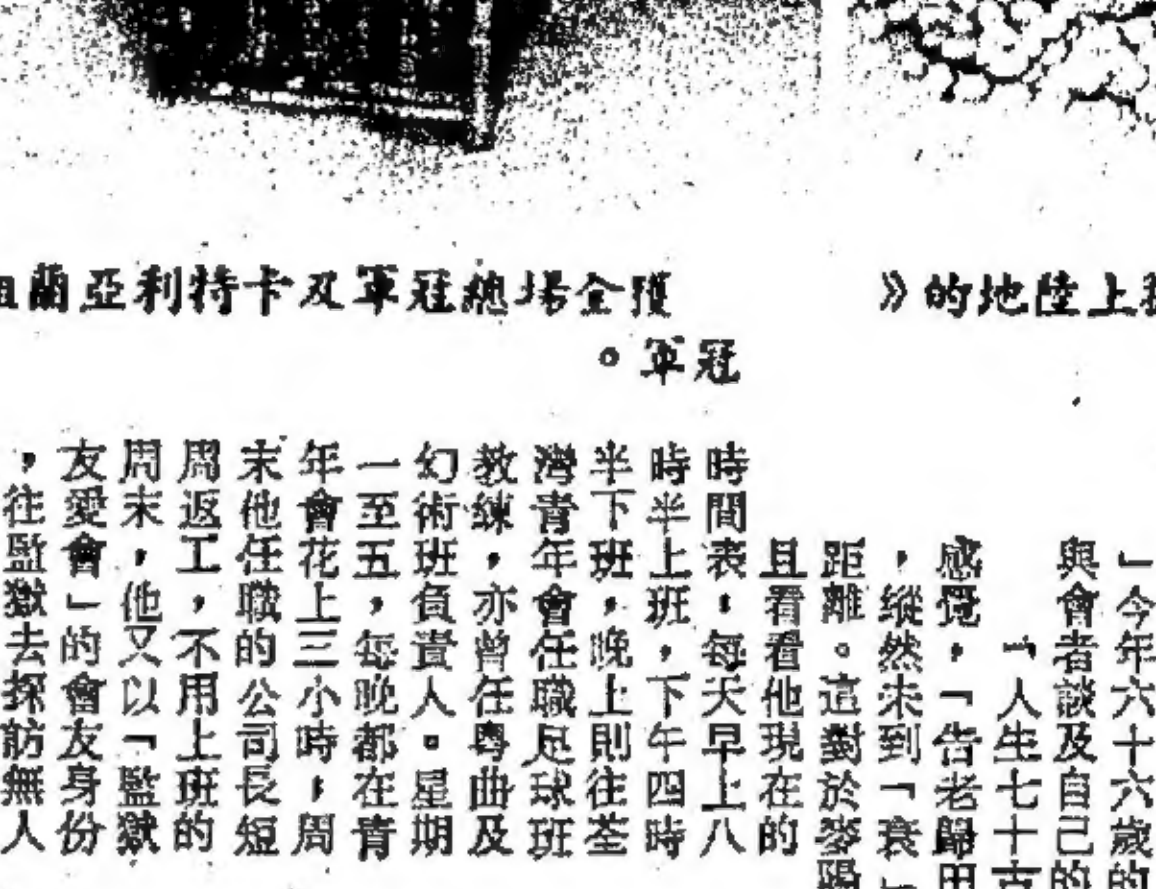 上陸地的》
獲全場總冠軍及卡特利亞蘭
冠軍。
」今年六十六歲的
與會者談及自己的
「人生七十古
感覺,「告老歸田
,縱然未到「衰」
距離。這對於麥
且看看他現在的
時間表,每天早上八
時半上班,下午四時
半下班,晚上則往荃
灣青年會任職足球班
教練,亦曾任粵曲及
幻術班負責人。星期
一至五,每晚都在青
年會花上三小時,周
末他任職的公司長短
周返工,不用上班的
周末,他又以「監獄
友愛會」的會友身份
,往監獄去探訪無人